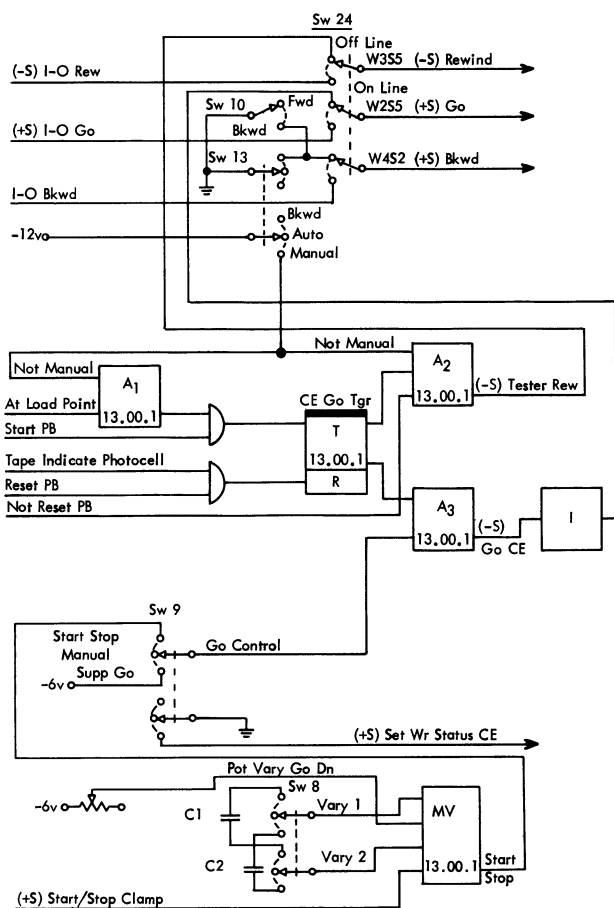 Sw 24
Off Line
W3S5 (-S) Rewind
(-S) I-O Rew
On Line
Sw 10
Fwd
W2S5 (+S) Go
(+S) I-O Go
Bkwd
Sw 13
W4S2 (+S) Bkwd
I-O Bkwd
Bkwd
-12v
Auto
Manual
Not Manual
Not Manual
A1
13.00.1
A2
13.00.1
(-S) Tester Rew
At Load Point
CE Go Tgr
Start PB
T
13.00.1
R
Tape Indicate Photocell
Reset PB
Not Reset PB
A3
13.00.1
(-S)
Go CE
I
Sw 9
Start Stop
Manual
Supp Go
Go Control
-6v
(+S) Set Wr Status CE
Pot Vary Go Dn
Sw 8
-6v
C1
Vary 1
MV
C2
Vary 2
13.00.1
Start
Stop
(+S) Start/Stop Clamp